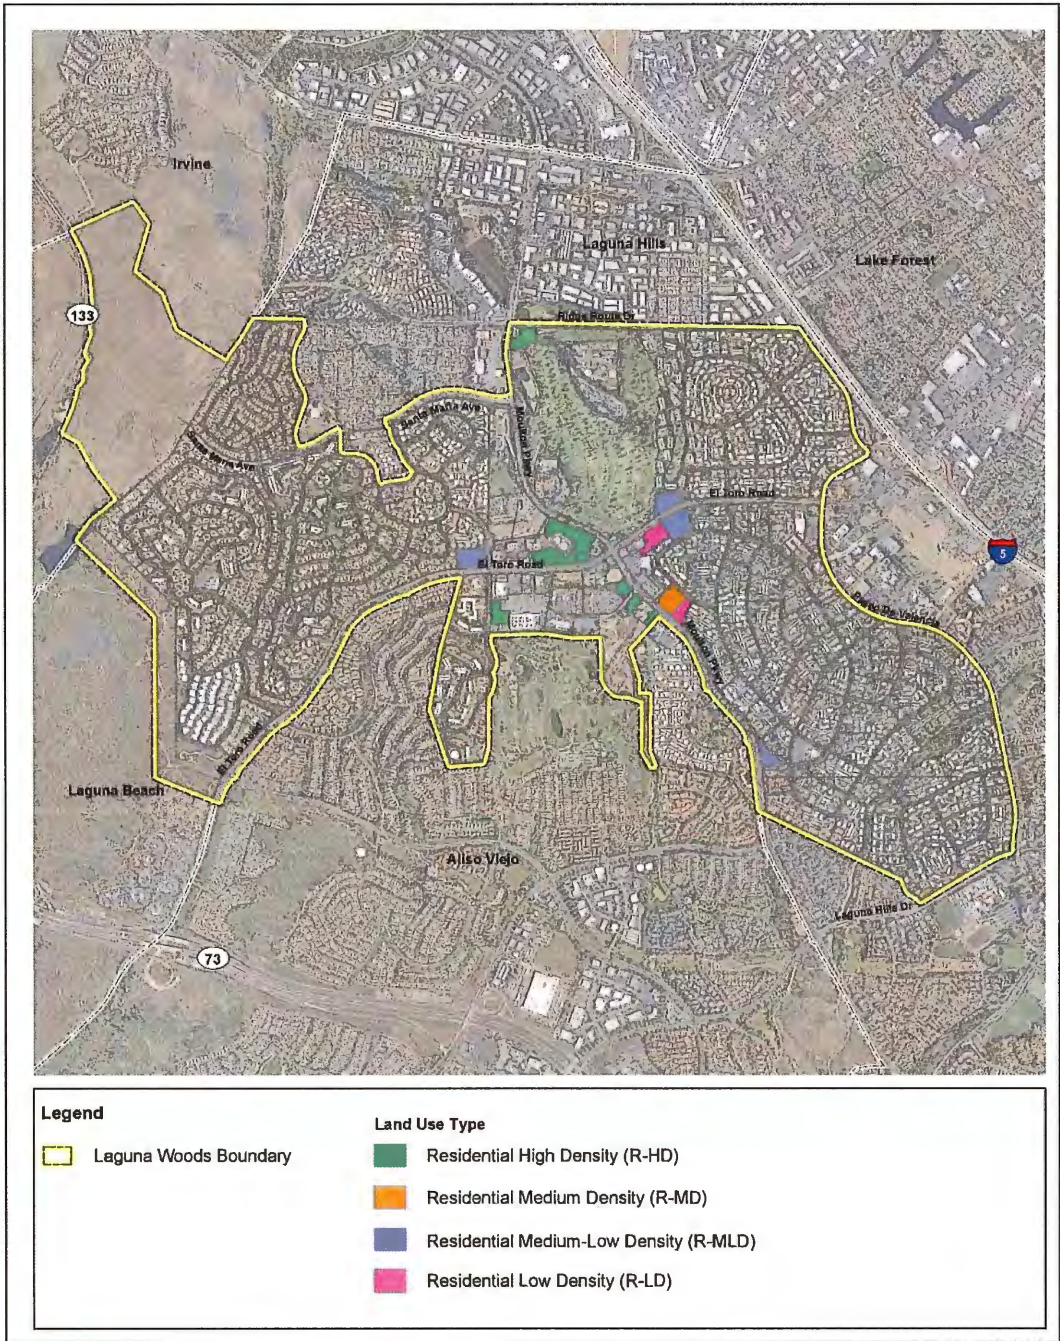 Irvine
Laguna Hills
Lake Forest
133
Ridge Route Dr
Santa Maria Ave
Moulton Pkwy
Santa Maria Ave
El Toro Road
El Toro Road
5
Paseo De Valencia
Moulton Pkwy
El Toro Road
Laguna Beach
Aliso Viejo
Laguna Hills Dr
73
Legend
Laguna Woods Boundary
Land Use Type
Residential High Density (R-HD)
Residential Medium Density (R-MD)
Residential Medium-Low Density (R-MLD)
Residential Low Density (R-LD)